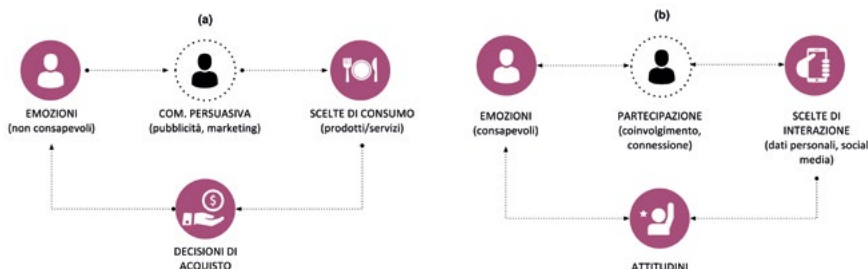 (a)
EMOZIONI
(non consapevoli)
COM. PERSUASIVA
(pubblicità, marketing)
SCELTE DI CONSUMO
(prodotti/servizi)
$
DECISIONI DI
ACQUISTO
(b)
EMOZIONI
(consapevoli)
PARTECIPAZIONE
(coinvolgimento,
connessione)
SCELTE DI
INTERAZIONE
(dati personali, social
media)
ATTITUDINI